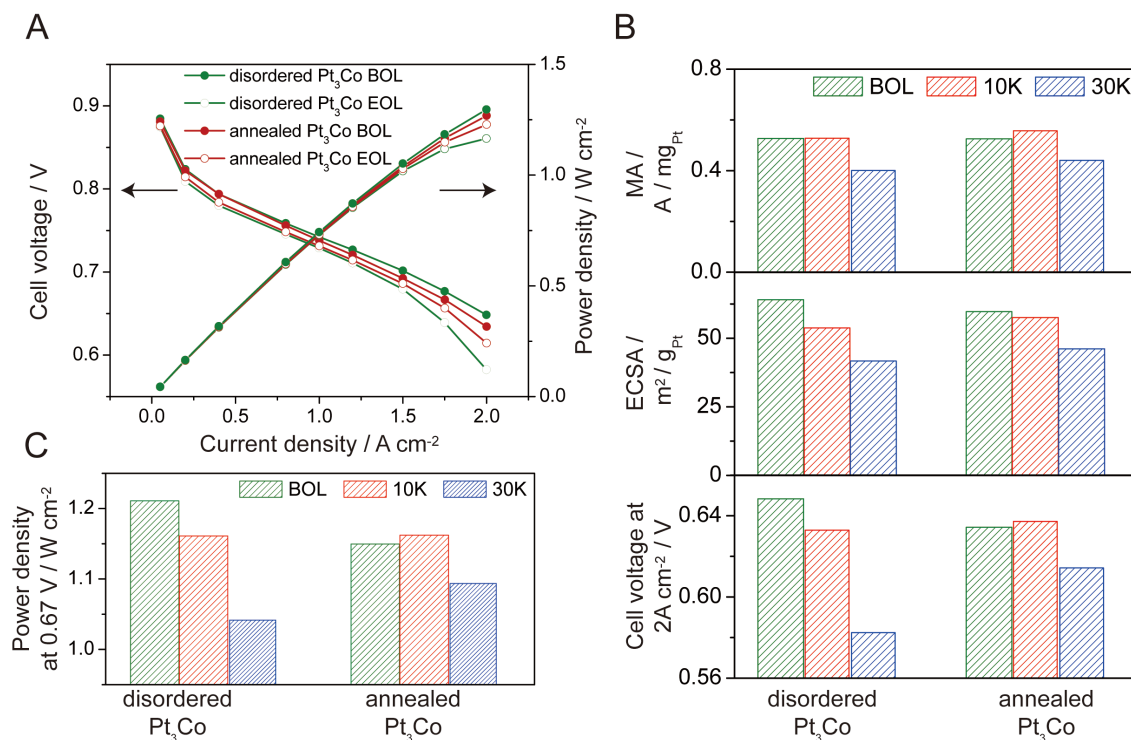 A
disordered Pt₃Co BOL
disordered Pt₃Co EOL
annealed Pt₃Co BOL
annealed Pt₃Co EOL
0.9
0.8
0.7
0.6
Cell voltage / V
1.5
1.0
0.5
0.0
Power density / W cm⁻²
0.0 0.5 1.0 1.5 2.0
Current density / A cm⁻²
B
BOL 10K 30K
0.8
0.4
0.0
MA /
A / mg_Pt
50
25
0
ECSA /
m² / g_Pt
0.64
0.60
0.56
Cell voltage at
2A cm⁻² / V
disordered
Pt₃Co
annealed
Pt₃Co
C
BOL 10K 30K
1.2
1.1
1.0
Power density
at 0.67 V / W cm⁻²
disordered
Pt₃Co
annealed
Pt₃Co